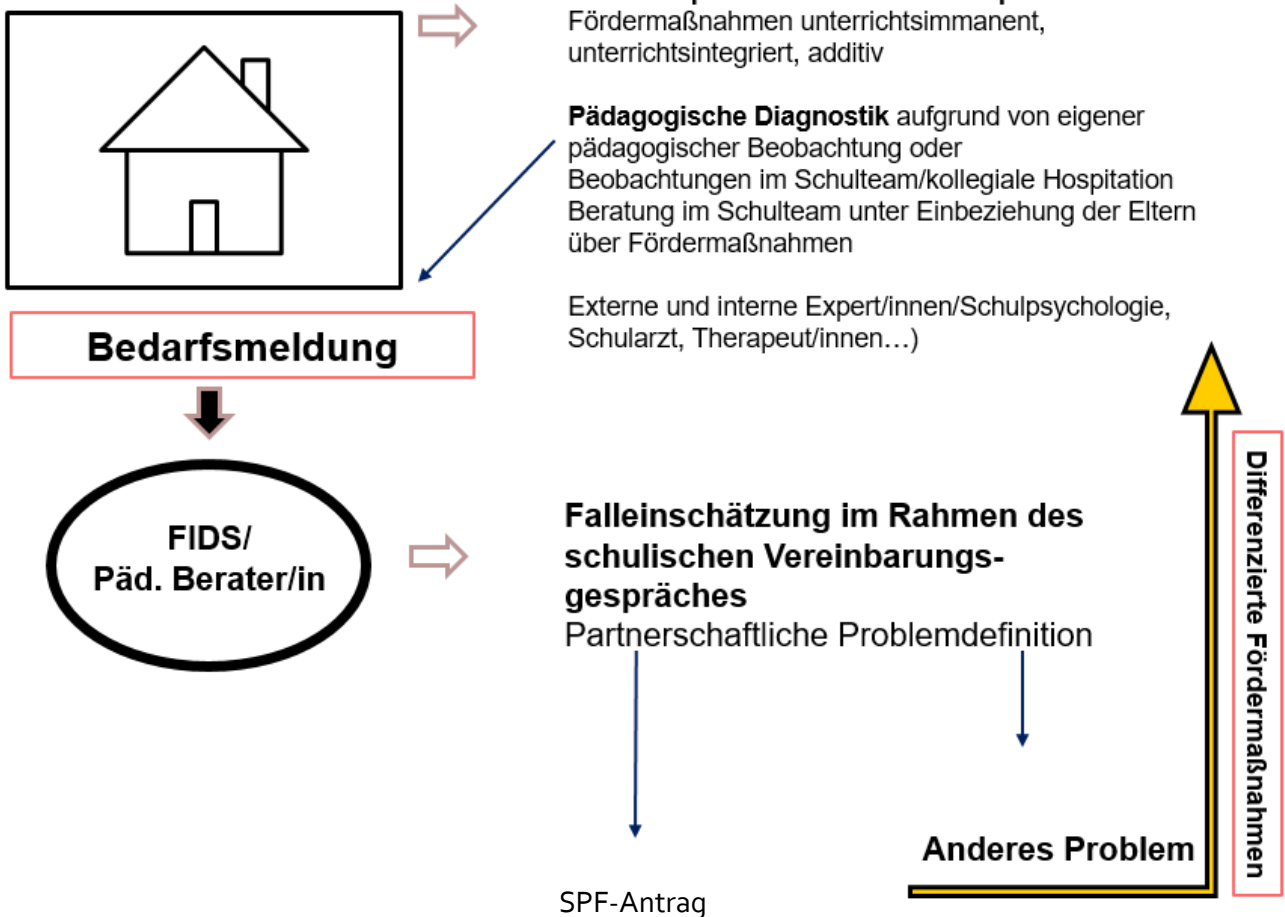 Fördermaßnahmen unterrichtsimmanent,
unterrichtsintegriert, additiv
Pädagogische Diagnostik aufgrund von eigener
pädagogischer Beobachtung oder
Beobachtungen im Schulteam/kollegiale Hospitation
Beratung im Schulteam unter Einbeziehung der Eltern
über Fördermaßnahmen
Externe und interne Expert/innen/Schulpsychologie,
Schularzt, Therapeut/innen…)
Bedarfsmeldung
FIDS/
Päd. Berater/in
Falleinschätzung im Rahmen des
schulischen Vereinbarungs-
gespräches
Partnerschaftliche Problemdefinition
Differenzierte Fördermaßnahmen
Anderes Problem
SPF-Antrag